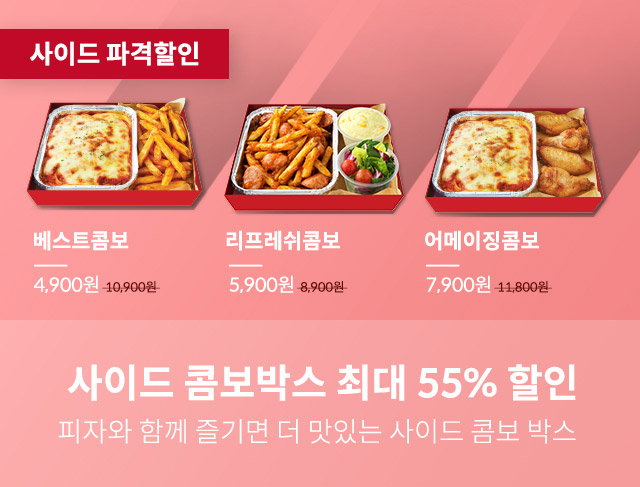 사이드 파격할인
베스트콤보
리프레쉬콤보
어메이징콤보
4,900원 10,900원
5,900원 8,900원
7,900원 11,800원
사이드 콤보박스 최대 55% 할인
피자와 함께 즐기면 더 맛있는 사이드 콤보 박스